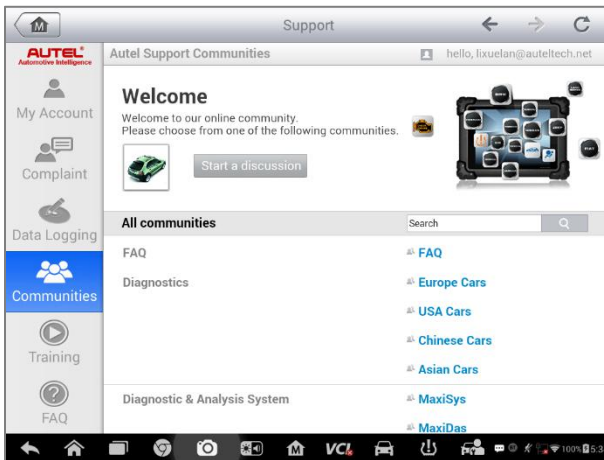 Support
AUTEL
Automotive Intelligence
Autel Support Communities
hello, lixuelan@auteltech.net
My Account
Complaint
Data Logging
Communities
Training
FAQ
Welcome
Welcome to our online community.
Please choose from one of the following communities.
Start a discussion
All communities
Search
FAQ
FAQ
Diagnostics
Europe Cars
USA Cars
Chinese Cars
Asian Cars
Diagnostic & Analysis System
MaxiSys
MaxiDas
M
VCI
M
100%
5:3